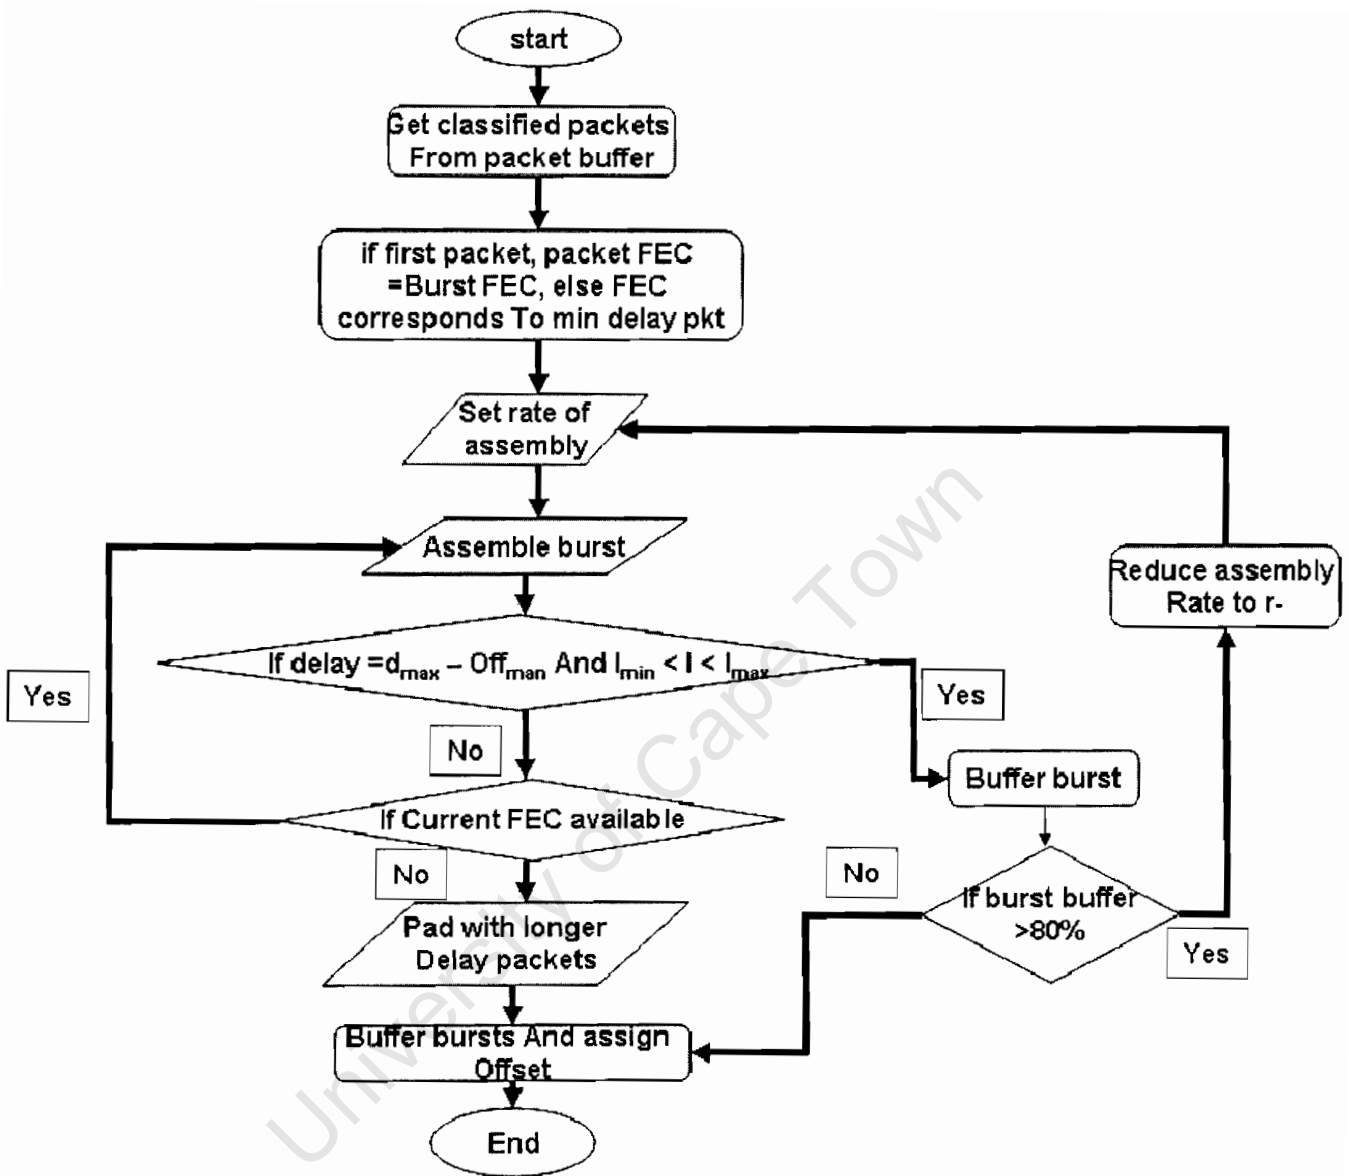 start
Get classified packets
From packet buffer
if first packet, packet FEC
=Burst FEC, else FEC
corresponds To min delay pkt
Set rate of
assembly
Assemble burst
Reduce assembly
Rate to r-
If delay =dmax – Offman And lmin < l < lmax
Yes
Yes
No
Buffer burst
If Current FEC available
No
No
If burst buffer
>80%
Yes
Pad with longer
Delay packets
Buffer bursts And assign
Offset
End
University of Cape Town